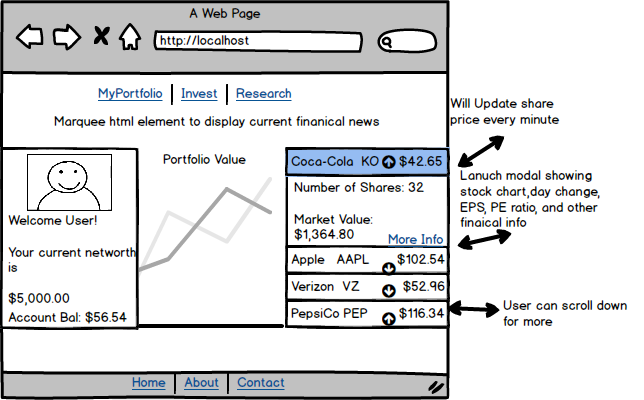 A Web Page
http://localhost
MyPortfolio
Invest
Research
Marquee html element to display current finanical news
Welcome User!
Your current networth
is
$5,000.00
Account Bal: $56.54
Portfolio Value
Coca-Cola KO $42.65
Number of Shares: 32
Market Value:
$1,364.80
More Info
Apple AAPL $102.54
Verizon VZ $52.96
PepsiCo PEP $116.34
Will Update share
price every minute
Lanuch modal showing
stock chart,day change,
EPS, PE ratio, and other
finaical info
User can scroll down
for more
Home
About
Contact